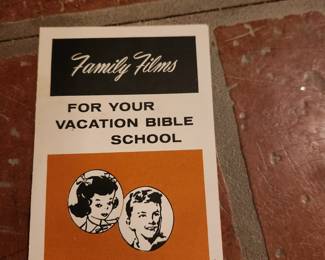 Family Films
FOR YOUR
VACATION BIBLE
SCHOOL